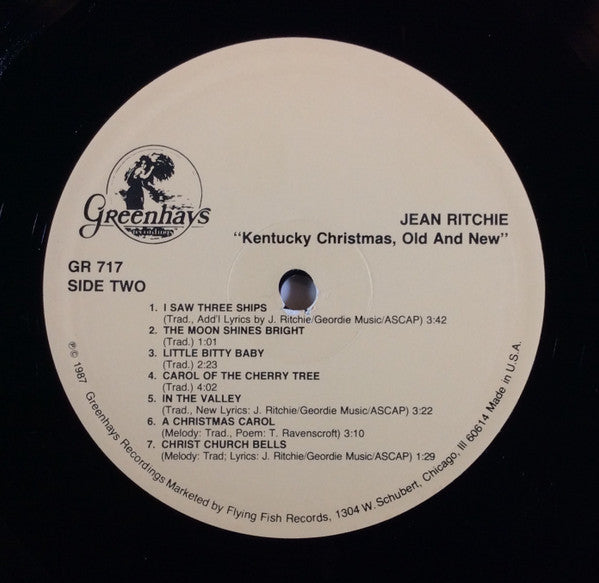 Greenhays
Recordings
JEAN RITCHIE
"Kentucky Christmas, Old And New"
GR 717
SIDE TWO
1. I SAW THREE SHIPS
(Trad., Add'l Lyrics by J. Ritchie/Geordie Music/ASCAP) 3:42
2. THE MOON SHINES BRIGHT
(Trad.) 1:01
3. LITTLE BITTY BABY
(Trad.) 2:23
4. CAROL OF THE CHERRY TREE
(Trad.) 4:02
5. IN THE VALLEY
(Trad., New Lyrics: J. Ritchie/Geordie Music/ASCAP) 3:22
6. A CHRISTMAS CAROL
(Melody: Trad., Poem: T. Ravenscroft) 3:10
7. CHRIST CHURCH BELLS
(Melody: Trad; Lyrics: J. Ritchie/Geordie Music/ASCAP) 1:29
℗© 1987 Greenhays Recordings Marketed by Flying Fish Records, 1304 W. Schubert, Chicago, Ill 60614 Made in U.S.A.